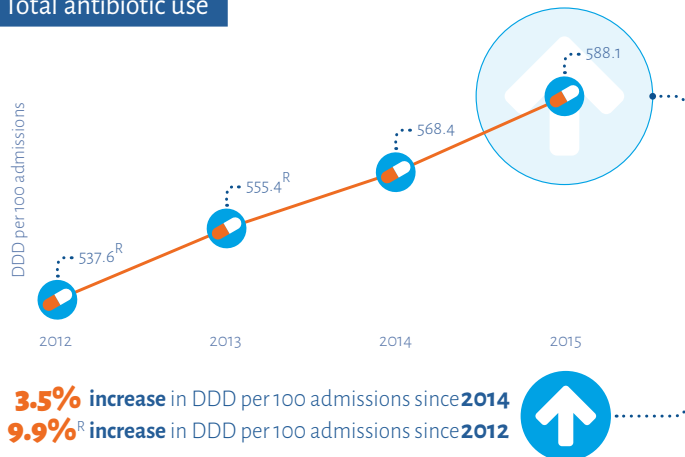 Total antibiotic use
DDD per 100 admissions
588.1
568.4
555.4R
537.6R
2012 2013 2014 2015
3.5% increase in DDD per 100 admissions since 2014
9.9%R increase in DDD per 100 admissions since 2012